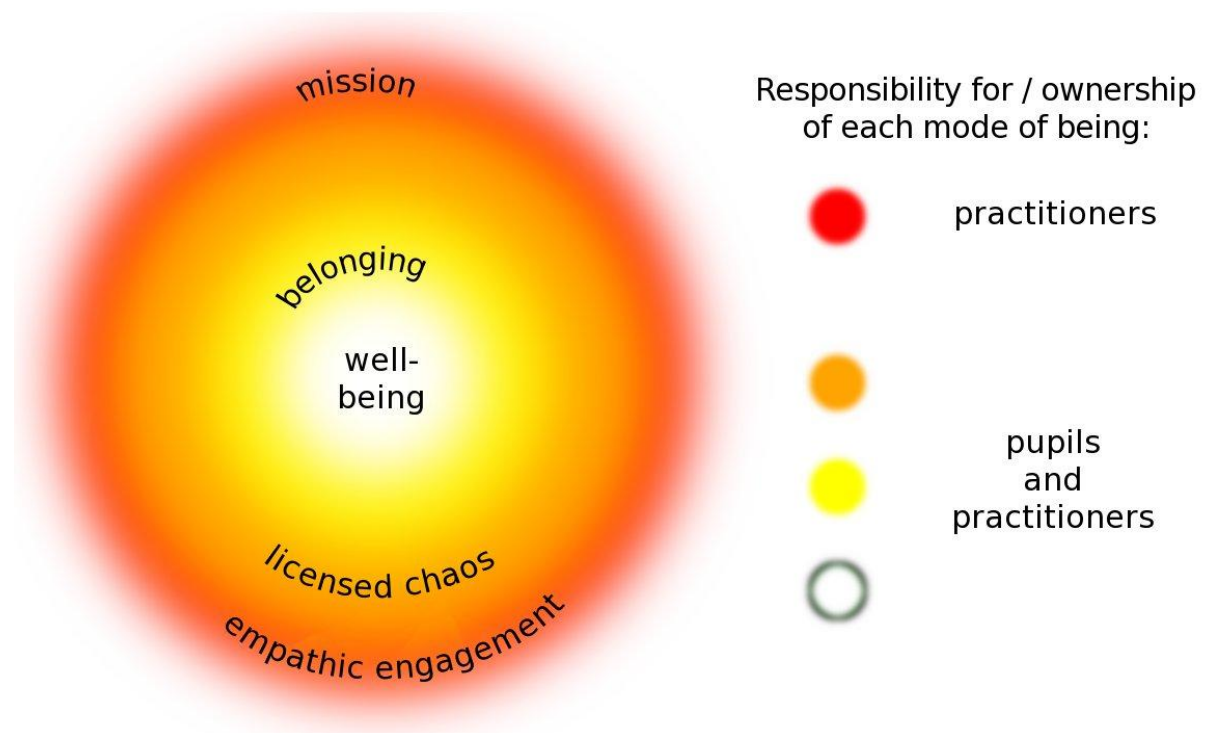 mission
belonging
well-
being
licensed chaos
empathic engagement
Responsibility for / ownership
of each mode of being:
practitioners
pupils
and
practitioners